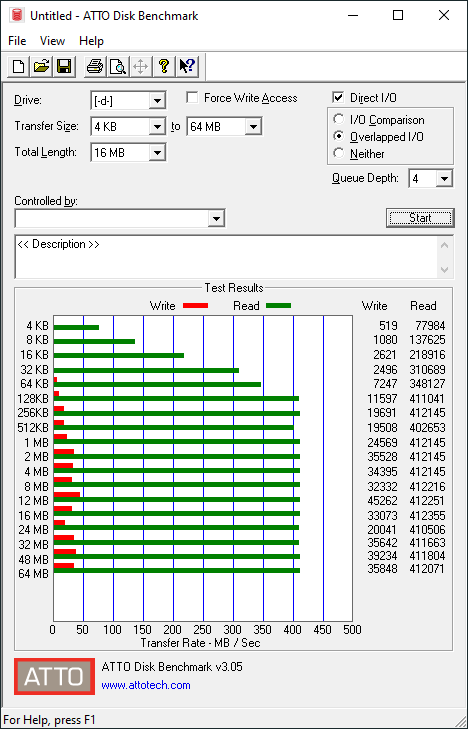 Untitled - ATTO Disk Benchmark
File View Help
Drive: [-d-] Force Write Access Direct I/O
Transfer Size: 4 KB to 64 MB I/O Comparison
Overlapped I/O
Total Length: 16 MB Neither
Queue Depth: 4
Controlled by:
Start
<< Description >>
Test Results
Write Read Write Read
4 KB 519 77984
8 KB 1080 137625
16 KB 2621 218916
32 KB 2496 310689
64 KB 7247 348127
128KB 11597 411041
256KB 19691 412145
512KB 19508 402653
1 MB 24569 412145
2 MB 35528 412145
4 MB 34395 412145
8 MB 32332 412216
12 MB 45262 412251
16 MB 33073 412355
24 MB 20041 410506
32 MB 35642 411663
48 MB 39234 411804
64 MB 35848 412071
0 50 100 150 200 250 300 350 400 450 500
Transfer Rate - MB / Sec
ATTO ATTO Disk Benchmark v3.05
www.attotech.com
For Help, press F1